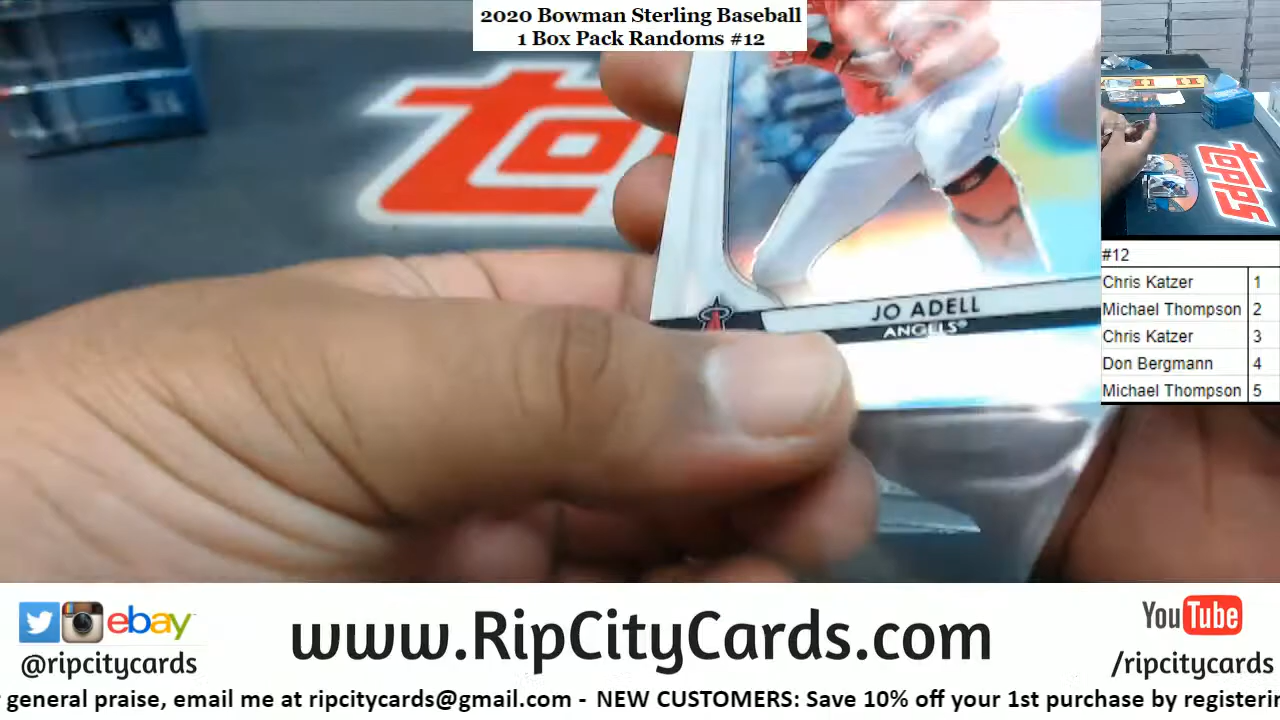 2020 Bowman Sterling Baseball
1 Box Pack Randoms #12
JO ADELL
ANGELS®
topps
#12
Chris Katzer 1
Michael Thompson 2
Chris Katzer 3
Don Bergmann 4
Michael Thompson 5
ebay
@ripcitycards
www.RipCityCards.com
YouTube
/ripcitycards
general praise, email me at ripcitycards@gmail.com - NEW CUSTOMERS: Save 10% off your 1st purchase by